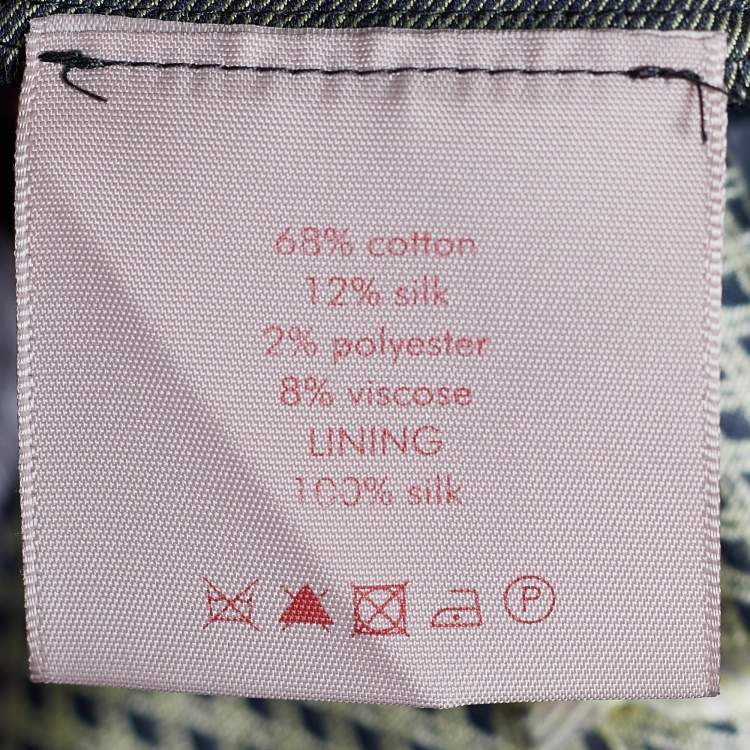 68% cotton
12% silk
2% polyester
8% viscose
LINING
100% silk
P